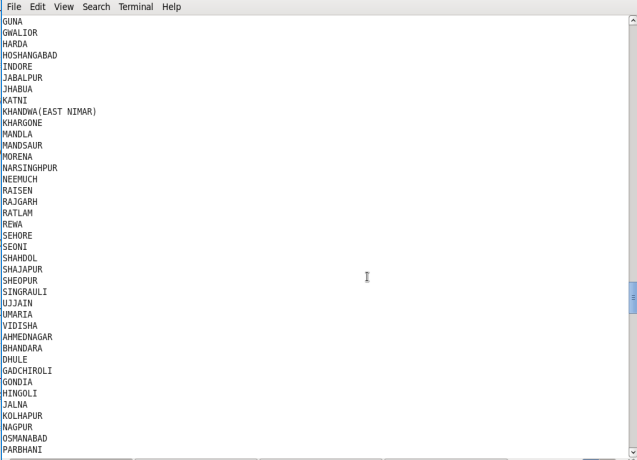 File Edit View Search Terminal Help
GUNA
GWALIOR
HARDA
HOSHANGABAD
INDORE
JABALPUR
JHABUA
KATNI
KHANDWA(EAST NIMAR)
KHARGONE
MANDLA
MANDSAUR
MORENA
NARSINGHPUR
NEEMUCH
RAISEN
RAJGARH
RATLAM
REWA
SEHORE
SEONI
SHAHDOL
SHAJAPUR
SHEOPUR
SINGRAULI
UJJAIN
UMARIA
VIDISHA
AHMEDNAGAR
BHANDARA
DHULE
GADCHIROLI
GONDIA
HINGOLI
JALNA
KOLHAPUR
NAGPUR
OSMANABAD
PARBHANI